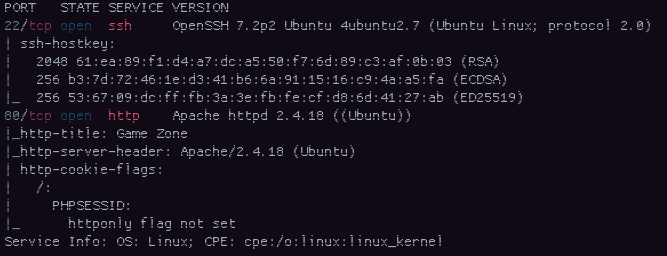 PORT   STATE SERVICE VERSION
22/tcp open  ssh     OpenSSH 7.2p2 Ubuntu 4ubuntu2.7 (Ubuntu Linux; protocol 2.0)
| ssh-hostkey:
|   2048 61:ea:89:f1:d4:a7:dc:a5:50:f7:6d:89:c3:af:0b:03 (RSA)
|   256 b3:7d:72:46:1e:d3:41:b6:6a:91:15:16:c9:4a:a5:fa (ECDSA)
|_  256 53:67:09:dc:ff:fb:3a:3e:fb:fe:cf:d8:6d:41:27:ab (ED25519)
80/tcp open  http    Apache httpd 2.4.18 ((Ubuntu))
|_http-title: Game Zone
|_http-server-header: Apache/2.4.18 (Ubuntu)
| http-cookie-flags:
|   /:
|     PHPSESSID:
|_      httponly flag not set
Service Info: OS: Linux; CPE: cpe:/o:linux:linux_kernel